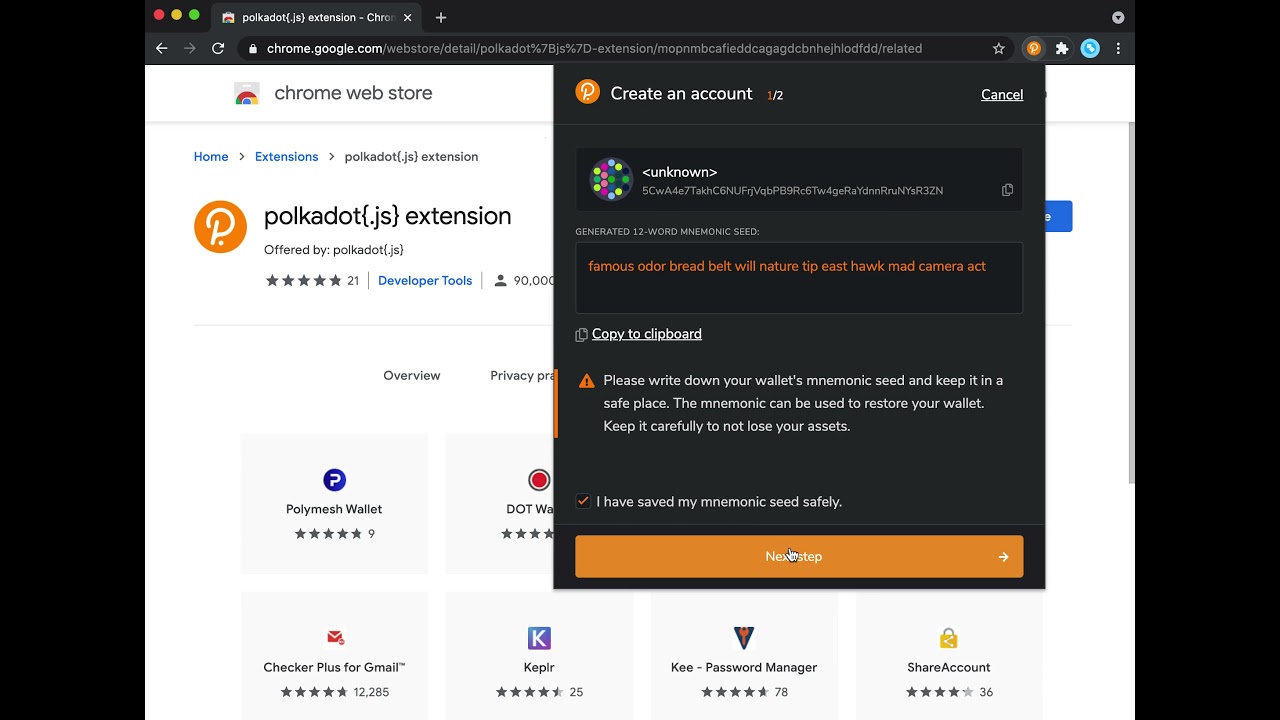 polkadot{.js} extension - Chron
chrome.google.com/webstore/detail/polkadot%7Bjs%7D-extension/mopnmbcafieddcagagdcbnhejhlodfdd/related
chrome web store
Home > Extensions > polkadot{.js} extension
polkadot{.js} extension
Offered by: polkadot{.js}
21 Developer Tools 90,000
Overview
Privacy pra
Polymesh Wallet
9
DOT Wa
Checker Plus for Gmail™
12,285
Keplr
25
Kee - Password Manager
78
ShareAccount
36
Create an account 1/2 Cancel
<unknown>
5CwA4e7TakhC6NUFrjVqbPB9Rc6Tw4geRaYdnnRruNYsR3ZN
GENERATED 12-WORD MNEMONIC SEED:
famous odor bread belt will nature tip east hawk mad camera act
Copy to clipboard
Please write down your wallet's mnemonic seed and keep it in a
safe place. The mnemonic can be used to restore your wallet.
Keep it carefully to not lose your assets.
I have saved my mnemonic seed safely.
Next step